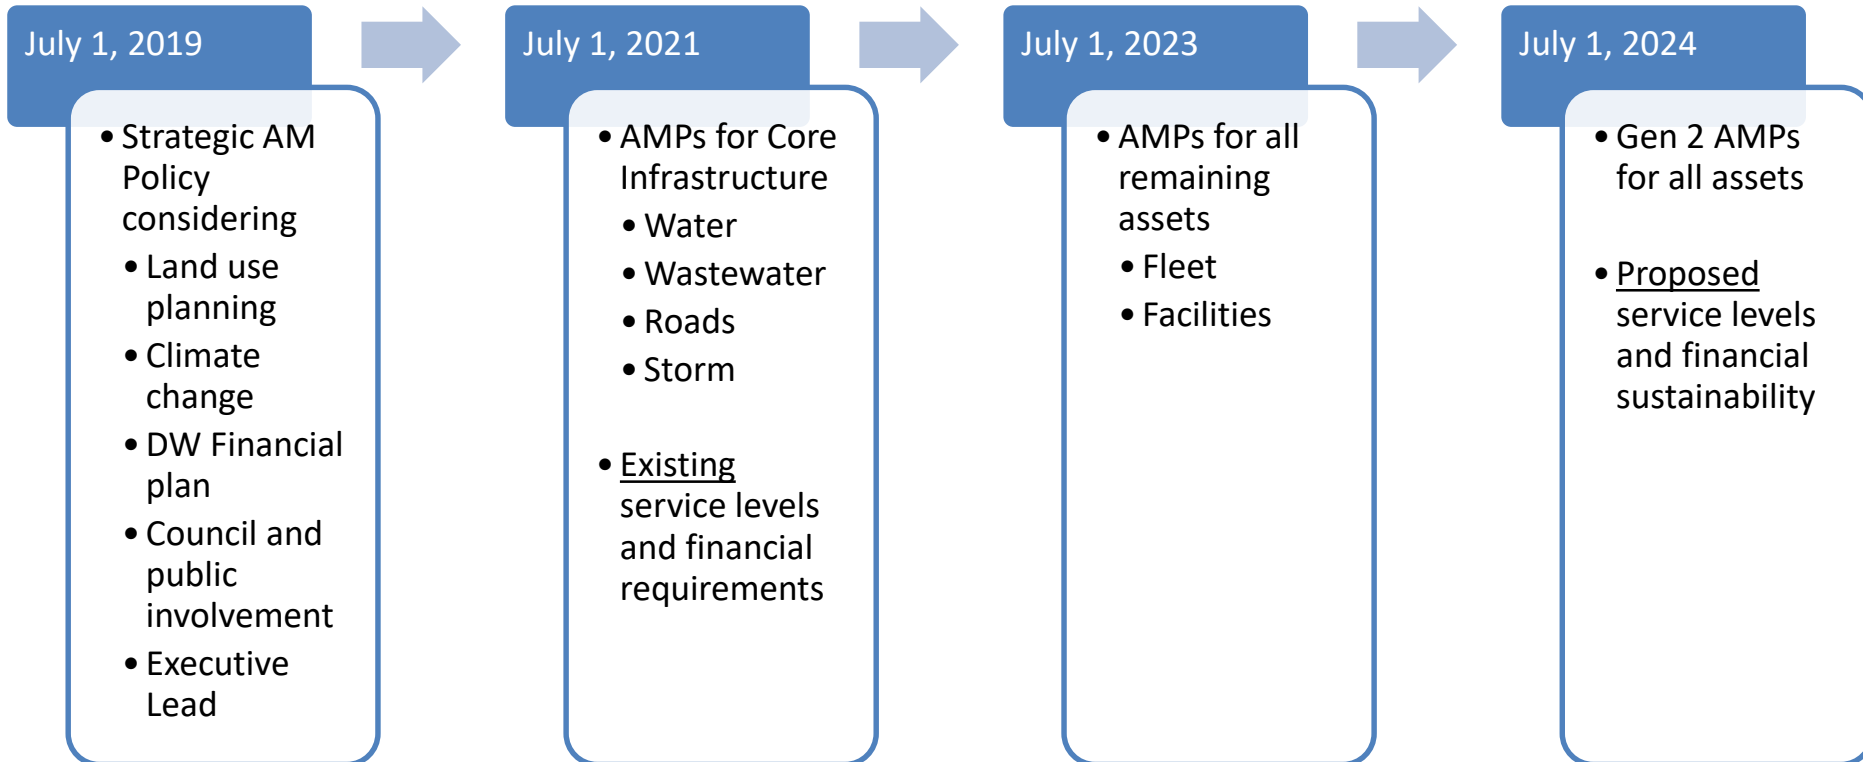 July 1, 2019
• Strategic AM
Policy
considering
• Land use
planning
• Climate
change
• DW Financial
plan
• Council and
public
involvement
• Executive
Lead
July 1, 2021
• AMPs for Core
Infrastructure
• Water
• Wastewater
• Roads
• Storm
• Existing
service levels
and financial
requirements
July 1, 2023
• AMPs for all
remaining
assets
• Fleet
• Facilities
July 1, 2024
• Gen 2 AMPs
for all assets
• Proposed
service levels
and financial
sustainability